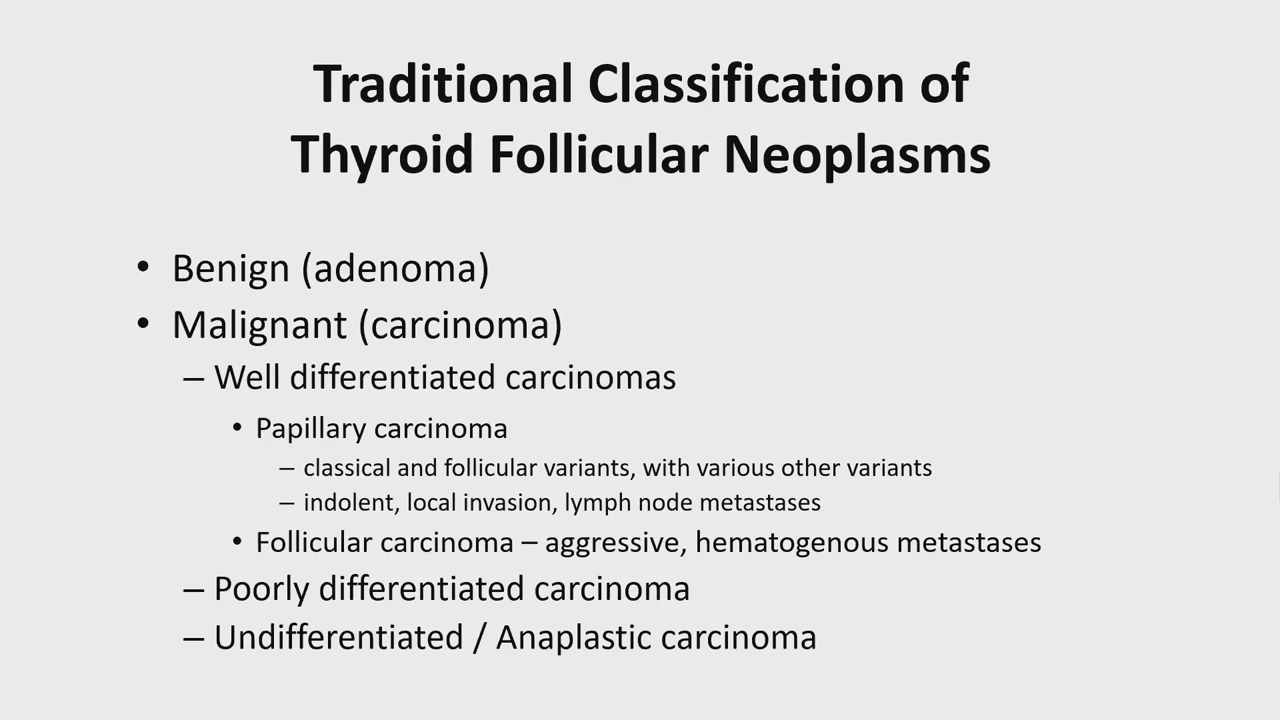 Traditional Classification of
Thyroid Follicular Neoplasms
• Benign (adenoma)
• Malignant (carcinoma)
– Well differentiated carcinomas
• Papillary carcinoma
– classical and follicular variants, with various other variants
– indolent, local invasion, lymph node metastases
• Follicular carcinoma – aggressive, hematogenous metastases
– Poorly differentiated carcinoma
– Undifferentiated / Anaplastic carcinoma